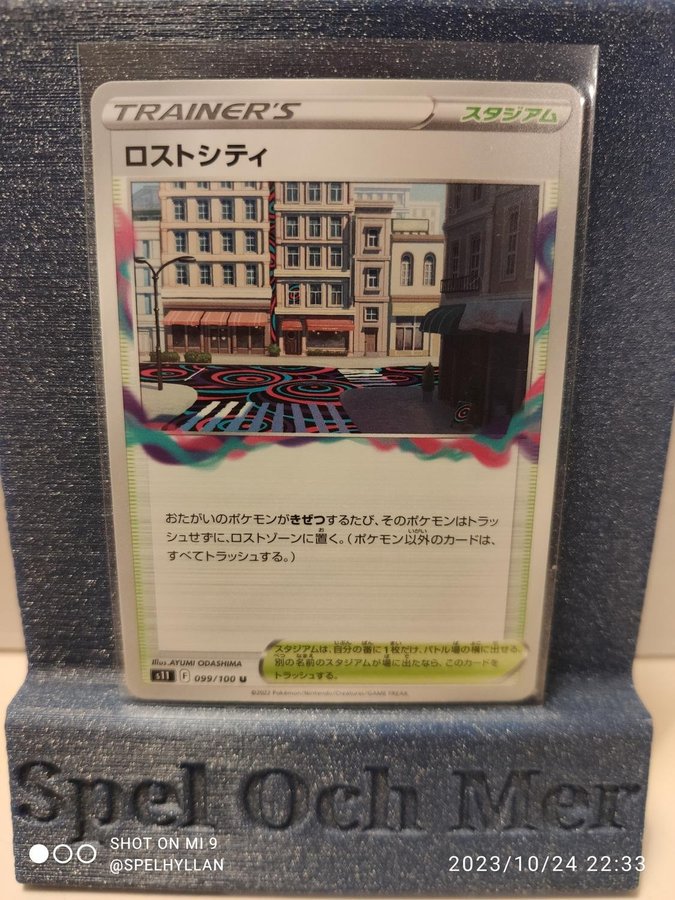 TRAINER'S スタジアム
ロストシティ
おたがいのポケモンがきぜつするたび、そのポケモンはトラッ
シュせずに、ロストゾーンに置く。(ポケモン以外のカードは、
すべてトラッシュする。)
スタジアムは、自分の番に1枚だけ、バトル場の横に出せる。
別の名前のスタジアムが場に出たなら、このカードを
トラッシュする。
Illus. AYUMI ODASHIMA
s11 F 099/100 U
©2022 Pokémon/Nintendo/Creatures/GAME FREAK.
Spel Och Mer
SHOT ON MI 9
@SPELHYLLAN
2023/10/24 22:33